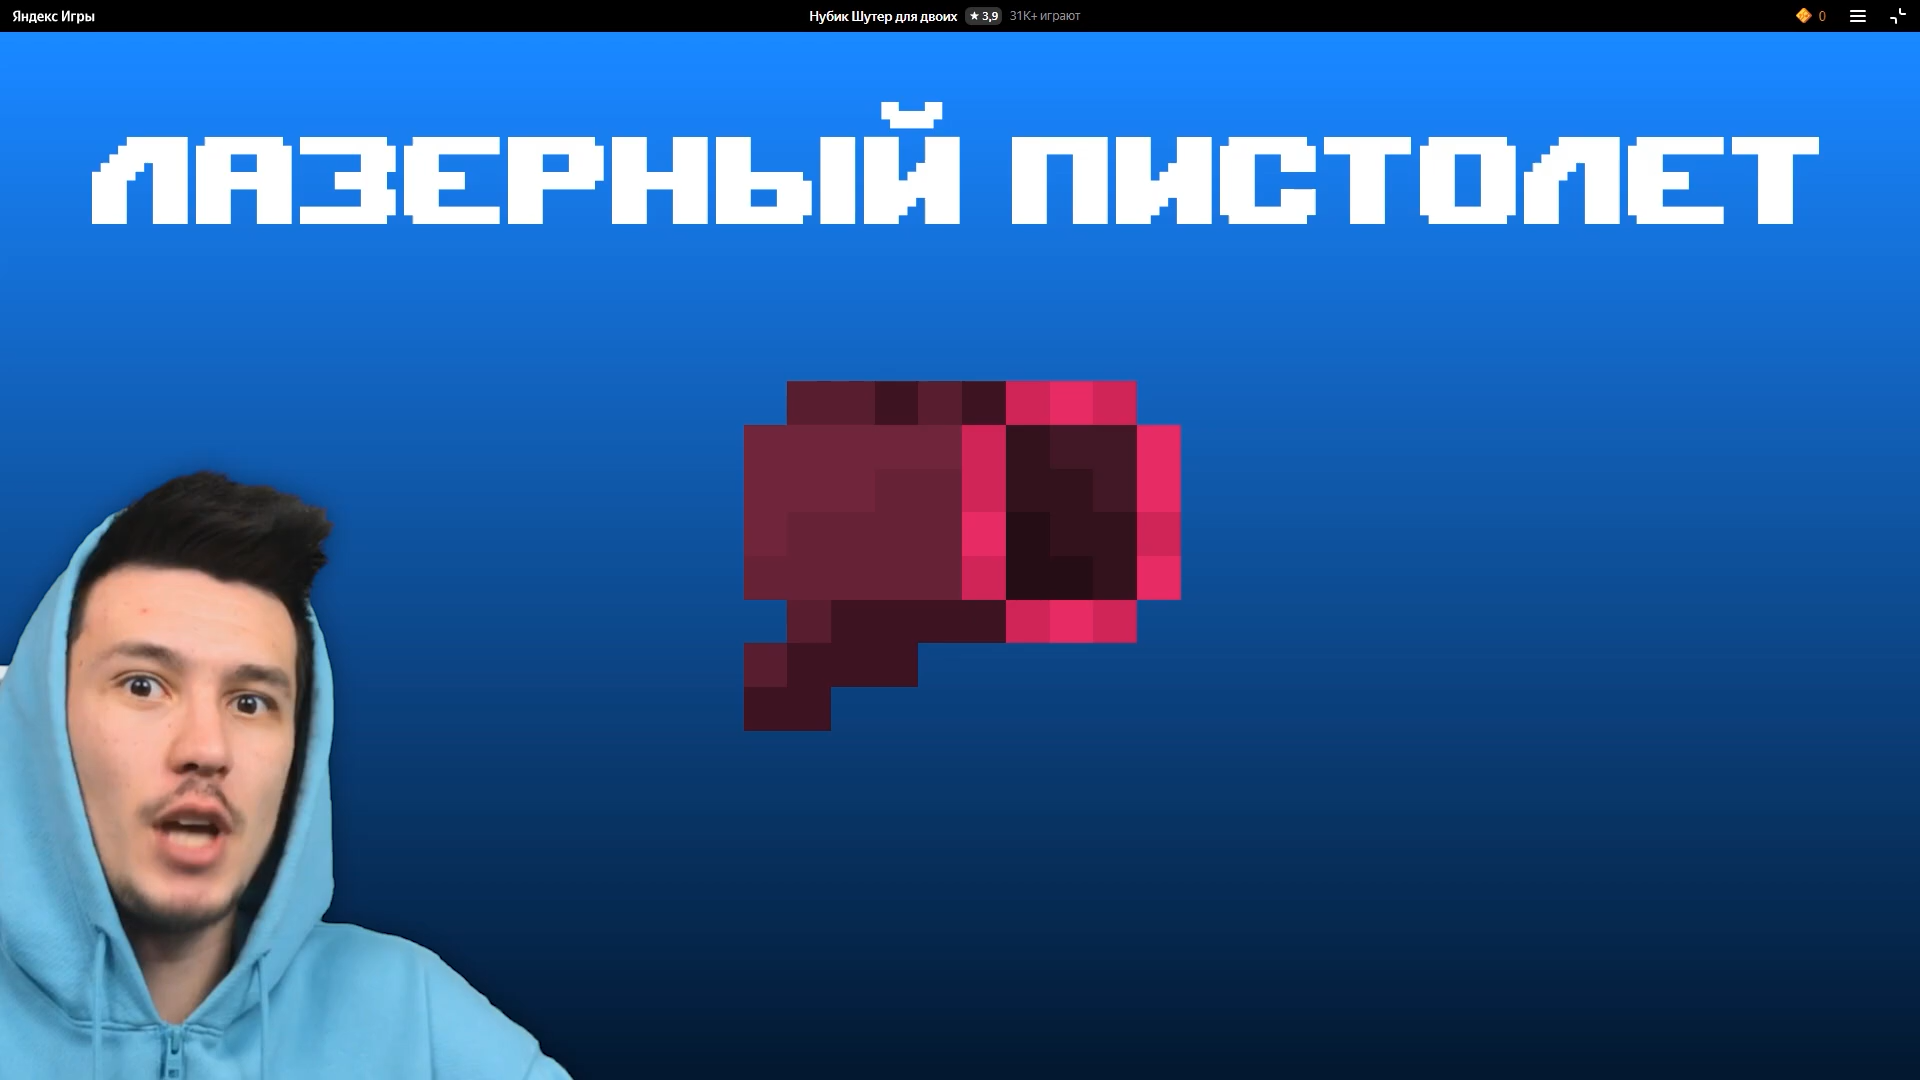 Яндекс Игры
Нубик Шутер для двоих ★ 3,9 31K+ играют
0
ЛАЗЕРНЫЙ ПИСТОЛЕТ